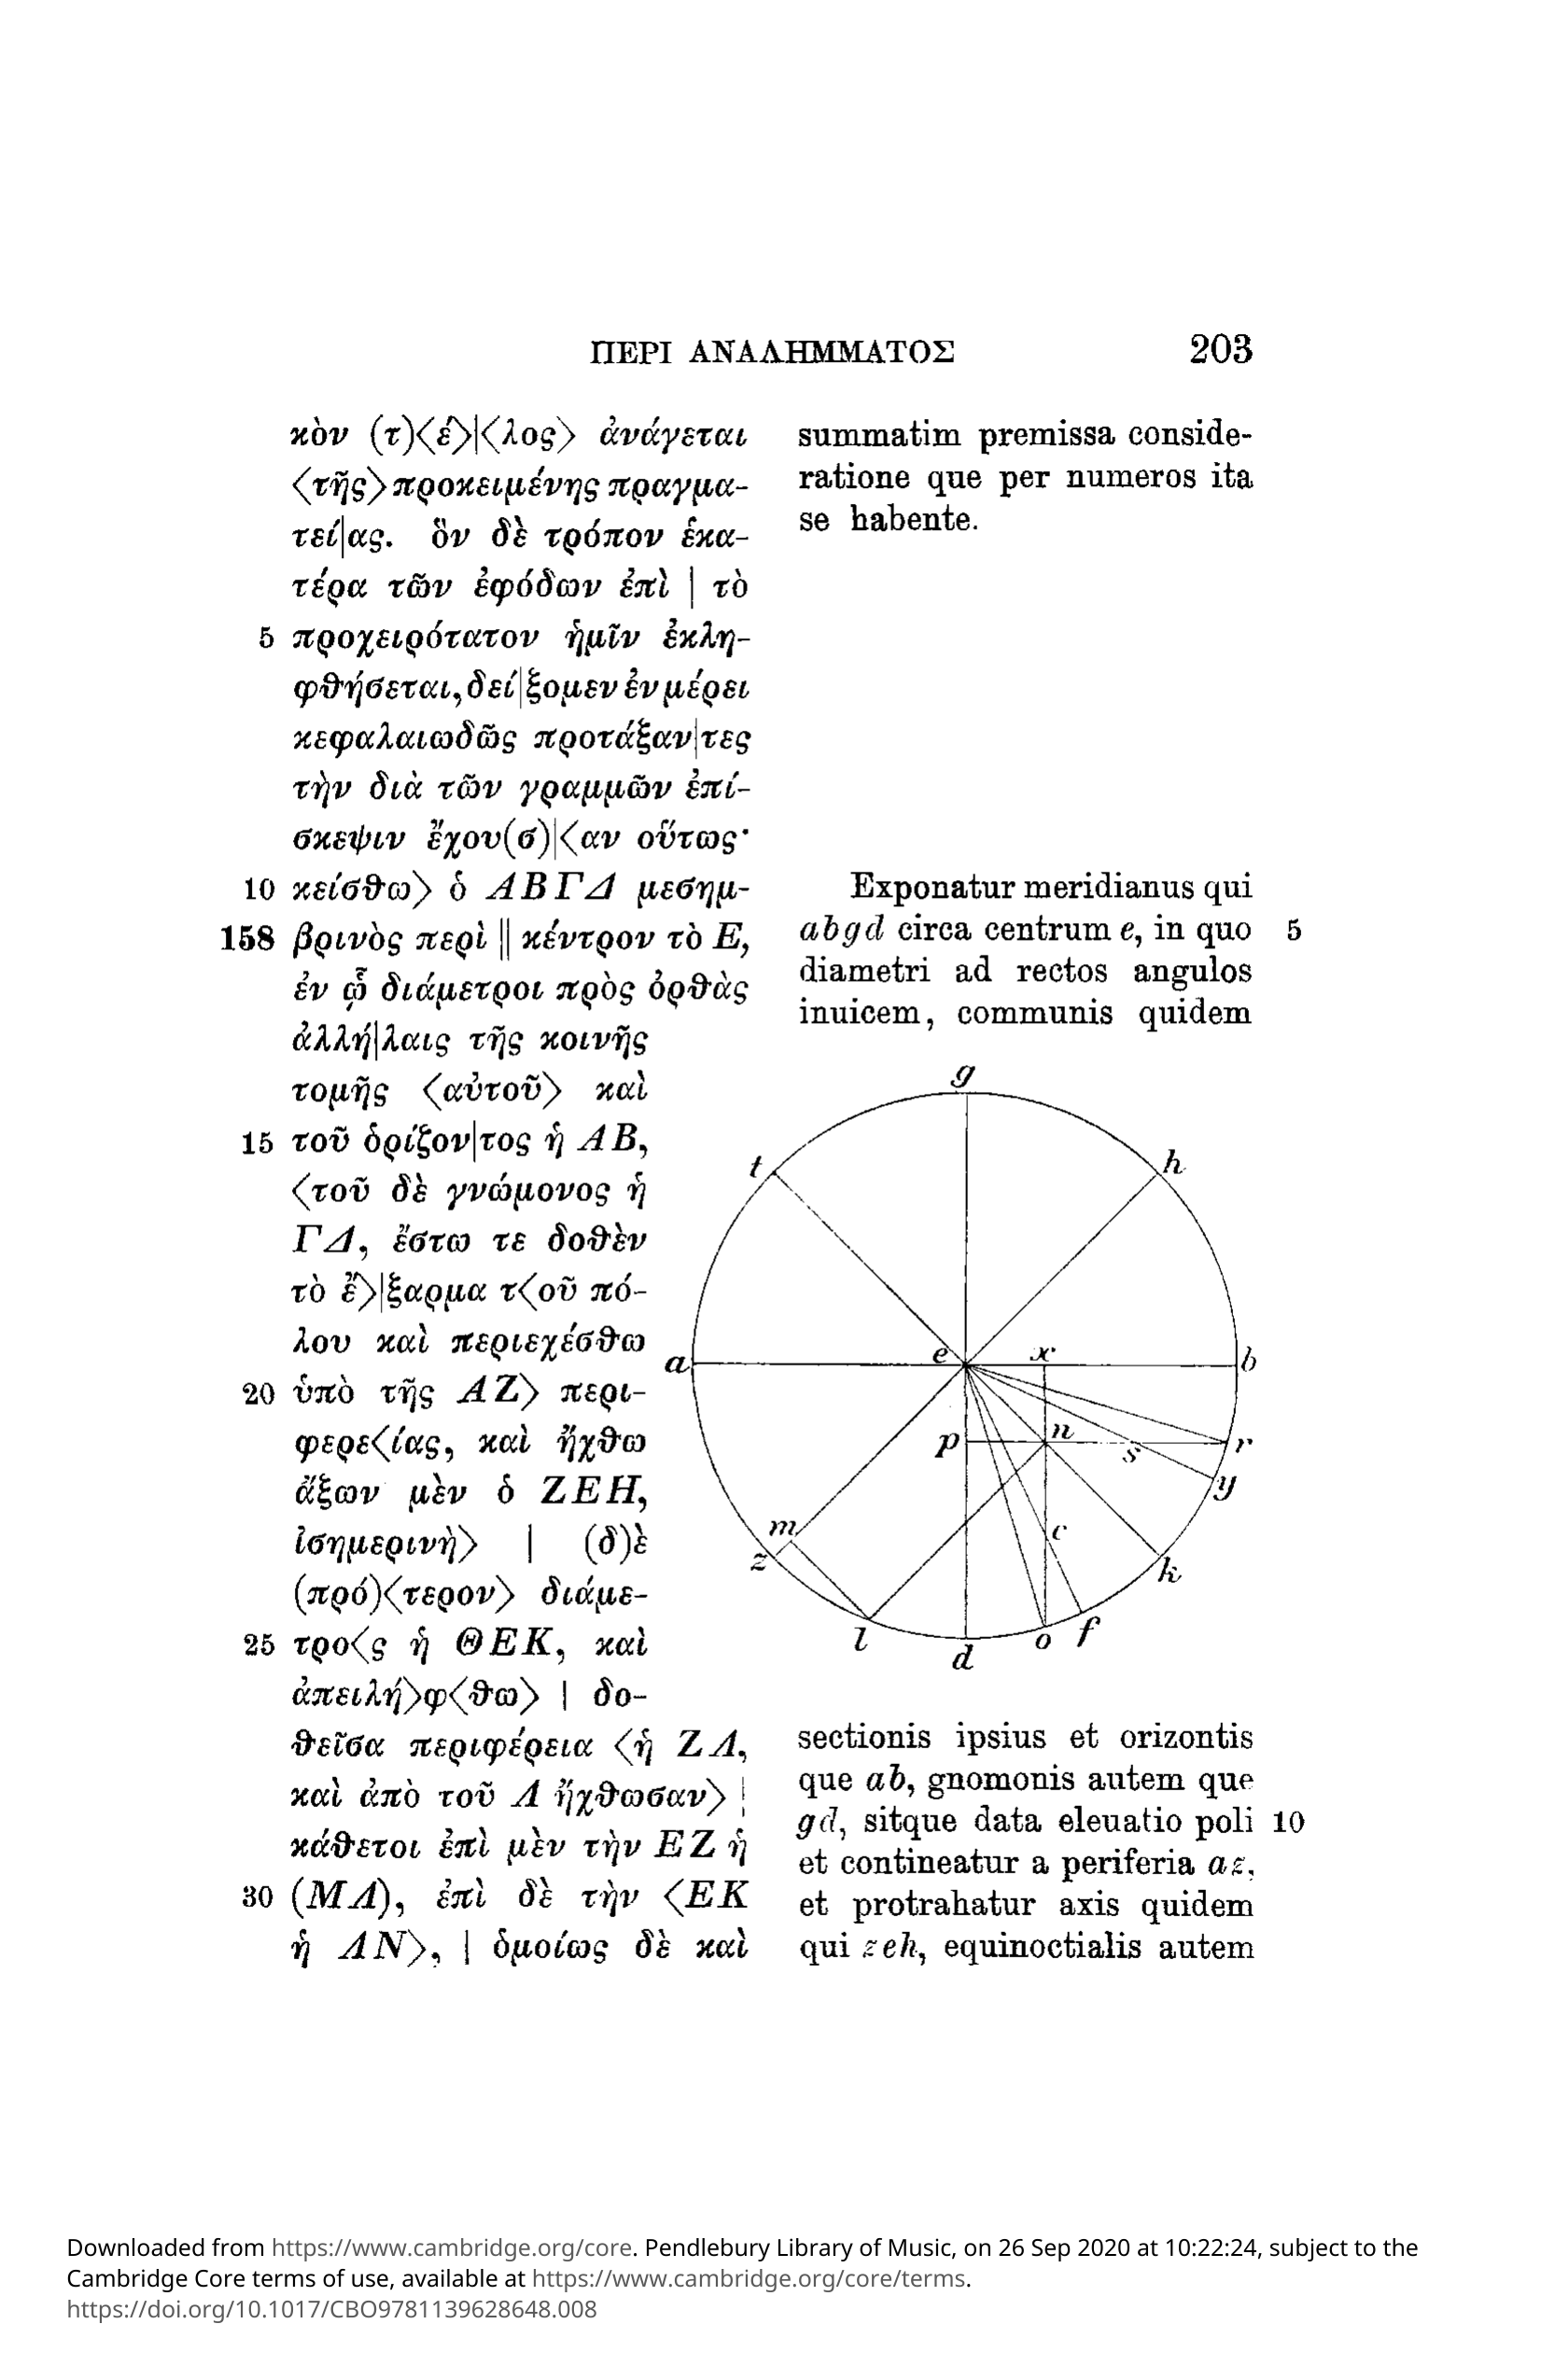 ΠΕΡΙ ΑΝΑΛΗΜΜΑΤΟΣ 203
κὸν (τ)〈έ〉|〈λος〉 ἀνάγεται
〈τῆς〉 προκειμένης πραγμα-
τεί|ας. ὃν δὲ τρόπον ἑκα-
τέρα τῶν ἐφόδων ἐπὶ | τὸ
5 προχειρότατον ἡμῖν ἐκλη-
φθήσεται, δεί|ξομεν ἐν μέρει
κεφαλαιωδῶς προτάξαν|τες
τὴν διὰ τῶν γραμμῶν ἐπί-
σκεψιν ἔχου(σ)|〈αν οὕτως·
10 κείσθω〉 ὁ ΑΒΓΔ μεσημ-
158 βρινὸς περὶ || κέντρον τὸ Ε,
ἐν ᾧ διάμετροι πρὸς ὀρθὰς
ἀλλή|λαις τῆς κοινῆς
τομῆς 〈αὐτοῦ〉 καὶ
15 τοῦ ὁρίζον|τος ἡ ΑΒ,
〈τοῦ δὲ γνώμονος ἡ
ΓΔ, ἔστω τε δοθὲν
τὸ ἔ〉|ξαρμα τ〈οῦ πό-
λου καὶ περιεχέσθω
20 ὑπὸ τῆς ΑΖ〉 περι-
φερε〈ίας, καὶ ἤχθω
ἄξων μὲν ὁ ΖΕΗ,
ἰσημερινὴ〉 | (δ)ὲ
(πρό)〈τερον〉 διάμε-
25 τρο〈ς ἡ ΘΕΚ, καὶ
ἀπειλή〉φ〈θω〉 | δο-
θεῖσα περιφέρεια 〈ἡ ΖΛ,
καὶ ἀπὸ τοῦ Λ ἤχθωσαν〉 |
κάθετοι ἐπὶ μὲν τὴν ΕΖ ἡ
30 (ΜΛ), ἐπὶ δὲ τὴν 〈ΕΚ
ἡ ΛΝ〉, | ὁμοίως δὲ καὶ
summatim premissa conside-
ratione que per numeros ita
se habente.
Exponatur meridianus qui
abgd circa centrum e, in quo 5
diametri ad rectos angulos
inuicem, communis quidem
g
t
h
a
e
x
b
p
n
s
r
y
m
z
c
k
l
d
o
f
sectionis ipsius et orizontis
que ab, gnomonis autem que
gd, sitque data eleuatio poli 10
et contineatur a periferia az,
et protrahatur axis quidem
qui zeh, equinoctialis autem
Downloaded from https://www.cambridge.org/core. Pendlebury Library of Music, on 26 Sep 2020 at 10:22:24, subject to the
Cambridge Core terms of use, available at https://www.cambridge.org/core/terms.
https://doi.org/10.1017/CBO9781139628648.008